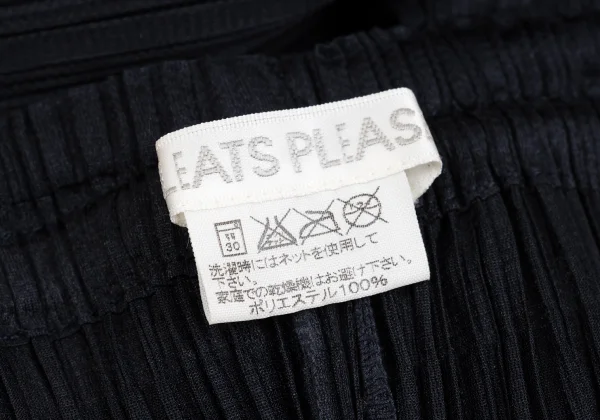 LEATS PLEAS
弱
30
洗濯時にはネットを使用して
下さい。
家庭での乾燥機はお避け下さい。
ポリエステル100%